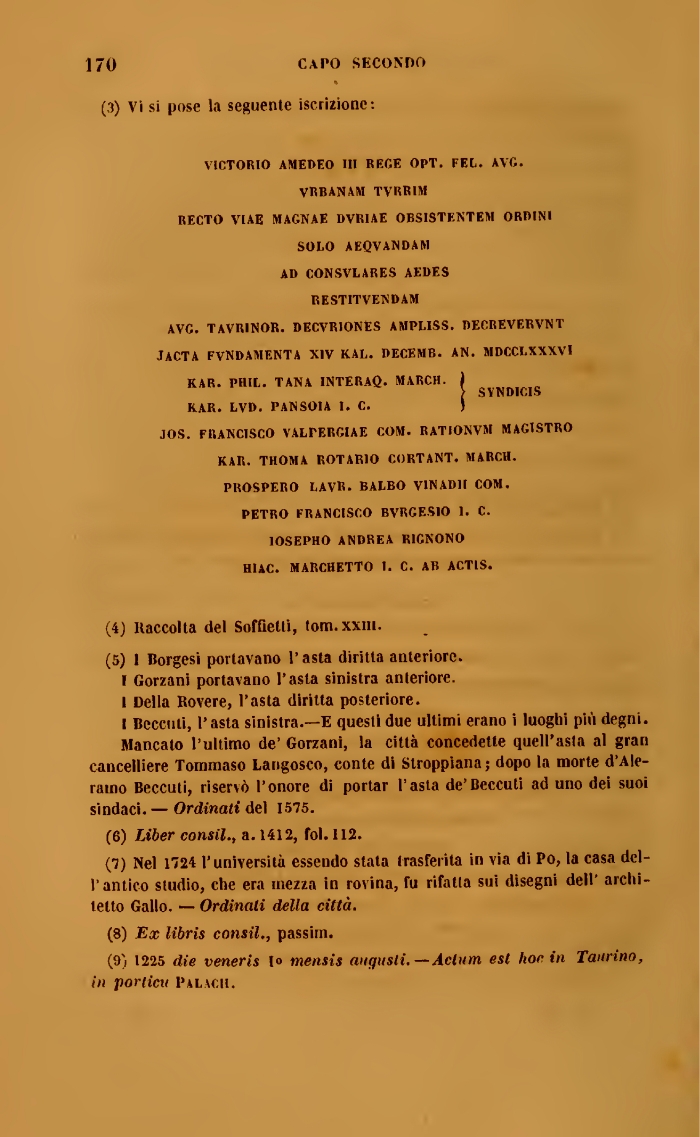 170 CAPO SECONDO
(3) Vi si pose la seguente iscrizione:
VICTORIO AMEDEO III REGE OPT. FEL. AVG.
VRBANAM TVRRIM
RECTO VIAE MAGNAE DVRIAE OBSISTENTEM ORDINI
SOLO AEQVANDAM
AD CONSVLARES AEDES
RESTITVENDAM
AVG. TAVRINOR. DECVRIONES AMPLISS. DECREVERVNT
JACTA FVNDAMENTA XIV KAL. DECEMB. AN. MDCCLXXXVI
KAR. PHIL. TANA INTERAQ. MARCH.
KAR. LVD. PANSOIA I. C.
} SYNDICIS
JOS. FRANCISCO VALPERGIAE COM. RATIONVM MAGISTRO
KAR. THOMA ROTARIO CORTANT. MARCH.
PROSPERO LAVR. BALBO VINADII COM.
PETRO FRANCISCO BVRGESIO I. C.
IOSEPHO ANDREA RIGNONO
HIAC. MARCHETTO I. C. AB ACTIS.
(4) Raccolta del Soffietti, tom. XXIII.
(5) I Borgesi portavano l'asta diritta anteriore.
I Gorzani portavano l'asta sinistra anteriore.
I Della Rovere, l'asta diritta posteriore.
I Beccuti, l'asta sinistra.—E questi due ultimi erano i luoghi più degni.
Mancato l'ultimo de' Gorzani, la città concedette quell'asta al gran
cancelliere Tommaso Langosco, conte di Stroppiana; dopo la morte d'Ale-
ramo Beccuti, riservò l'onore di portar l'asta de' Beccuti ad uno dei suoi
sindaci. — Ordinati del 1575.
(6) Liber consil., a. 1412, fol. 112.
(7) Nel 1724 l'università essendo stata trasferita in via di Po, la casa del-
l'antico studio, che era mezza in rovina, fu rifatta sui disegni dell' archi-
tetto Gallo. — Ordinati della città.
(8) Ex libris consil., passim.
(9) 1225 die veneris Iº mensis augusti. — Actum est hoc in Taurino,
in porticu PALACII.